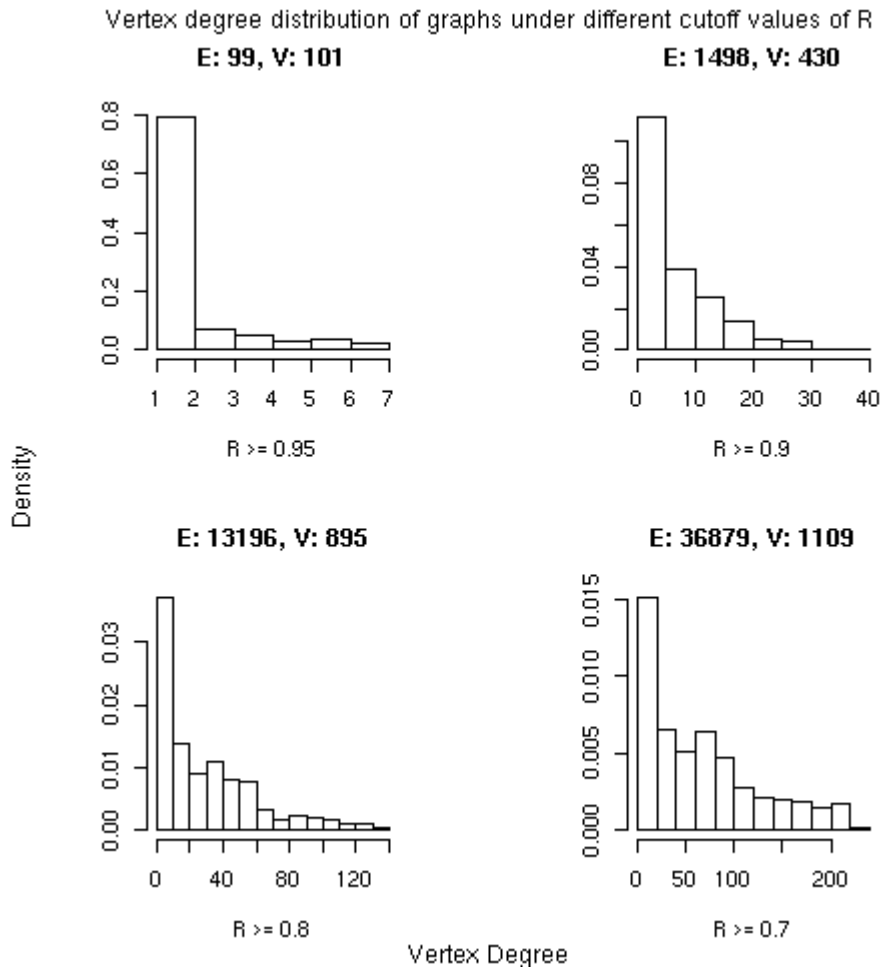 Vertex degree distribution of graphs under different cutoff values of R
E: 99, V: 101
E: 1498, V: 430
0.8
0.6
0.4
0.2
0.0
1 2 3 4 5 6 7
R >= 0.95
0.08
0.04
0.00
0 10 20 30 40
R >= 0.9
Density
E: 13196, V: 895
E: 36879, V: 1109
0.03
0.02
0.01
0.00
0 40 80 120
R >= 0.8
0.015
0.010
0.005
0.000
0 50 100 200
R >= 0.7
Vertex Degree